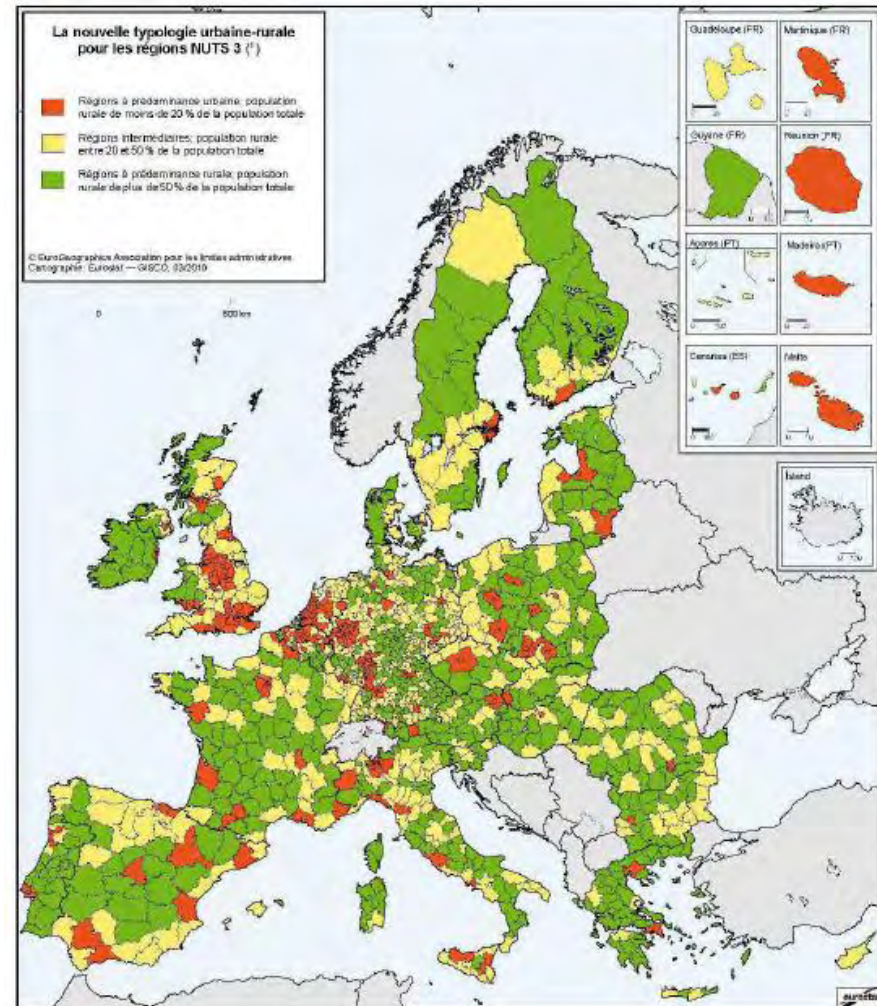 La nouvelle typologie urbaine-rurale
pour les régions NUTS 3 (¹)
Régions à prédominance urbaine; population
rurale de moins de 20 % de la population totale
Régions intermédiaires; population rurale
entre 20 et 50 % de la population totale
Régions à prédominance rurale; population
rurale de plus de 50 % de la population totale
© EuroGeographics Association pour les limites administratives
Cartographie: Eurostat — GISCO, 03/2010
0 600 km
Guadeloupe (FR)
Martinique (FR)
Guyane (FR)
Réunion (FR)
Açores (PT)
Madeira (PT)
Canarias (ES)
Malte
Ísland
eurostat